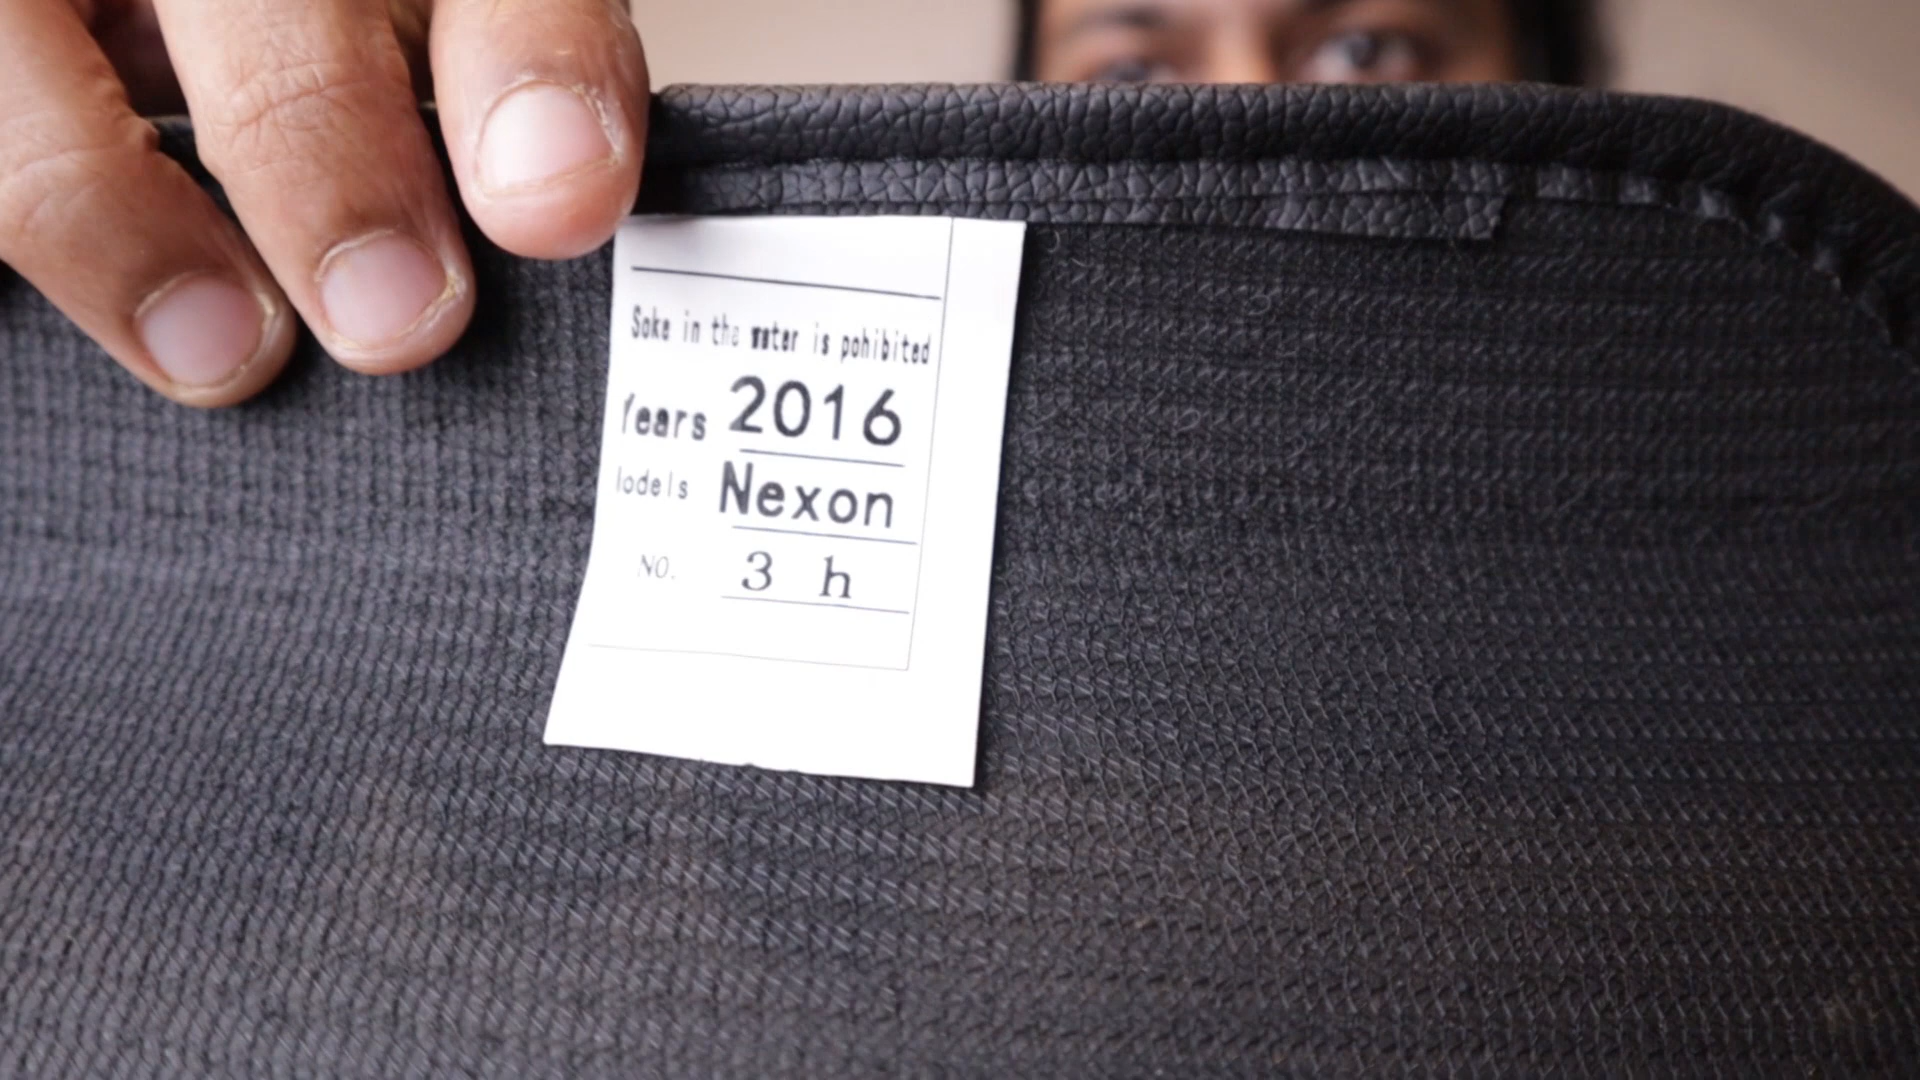 Soke in the water is pohibited
Years 2016
lodels Nexon
NO. 3 h